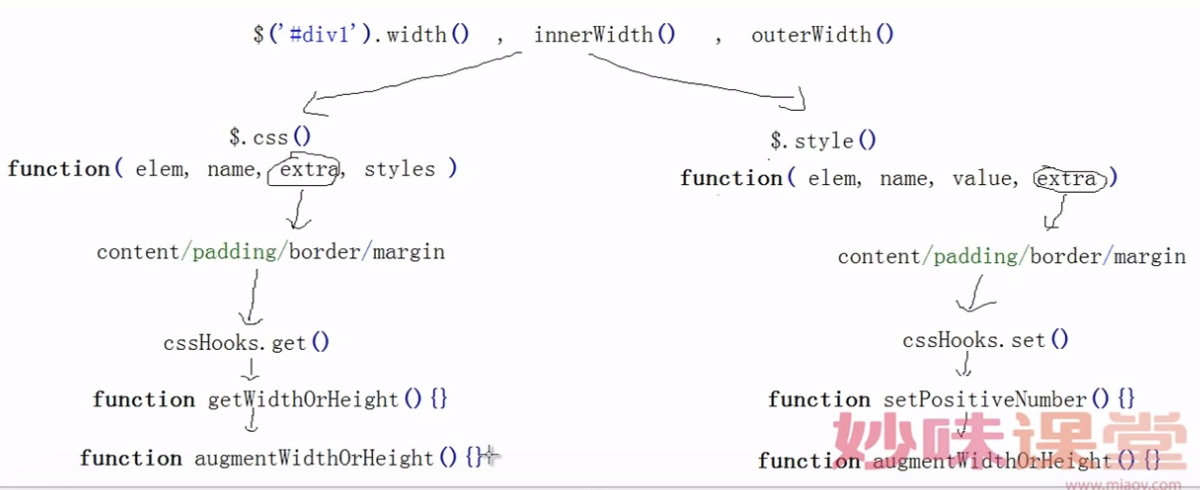 $('#div1').width() , innerWidth() , outerWidth()
$.css()
function( elem, name, extra, styles )
content/padding/border/margin
cssHooks.get()
function getWidthOrHeight(){}
function augmentWidthOrHeight(){}
$.style()
function( elem, name, value, extra )
content/padding/border/margin
cssHooks.set()
function setPositiveNumber(){}
function augmentWidthOrHeight(){}
妙味课堂
www.miaov.com